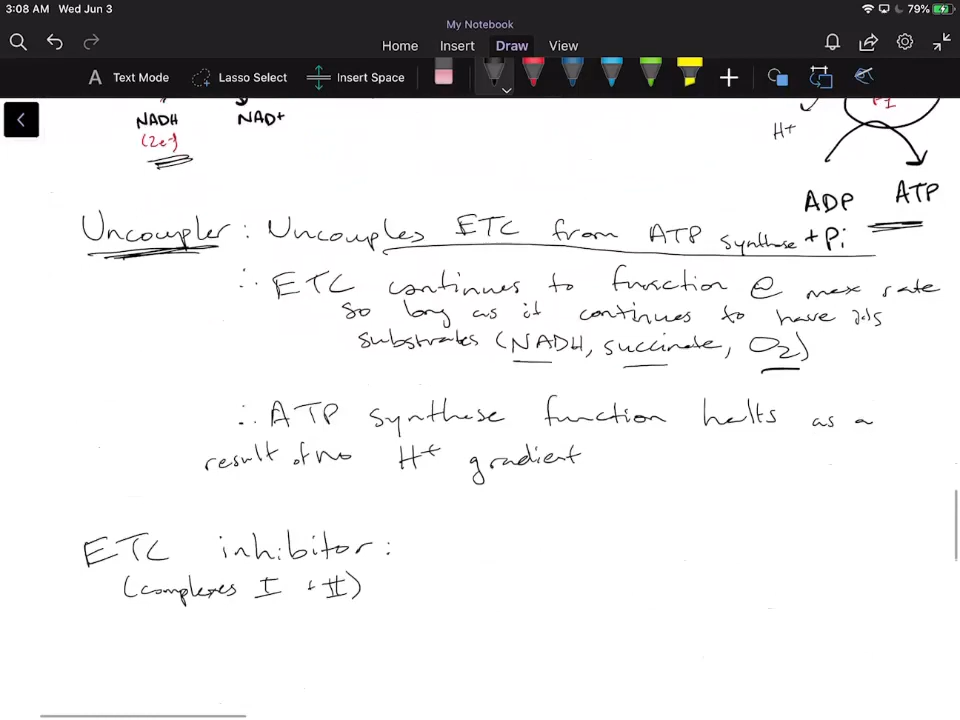 3:08 AM Wed Jun 3
79%
My Notebook
Home Insert Draw View
Text Mode
Lasso Select
Insert Space
NADH
(2e-)
NAD+
H+
Pi
ADP
ATP
Uncoupler: Uncouples ETC from ATP synthase + Pi
∴ ETC continues to function @ max rate
so long as it continues to have its
substrates (NADH, succinate, O2)
∴ ATP synthase function halts as a
result of no H+ gradient
ETC inhibitor:
(complexes I + II)